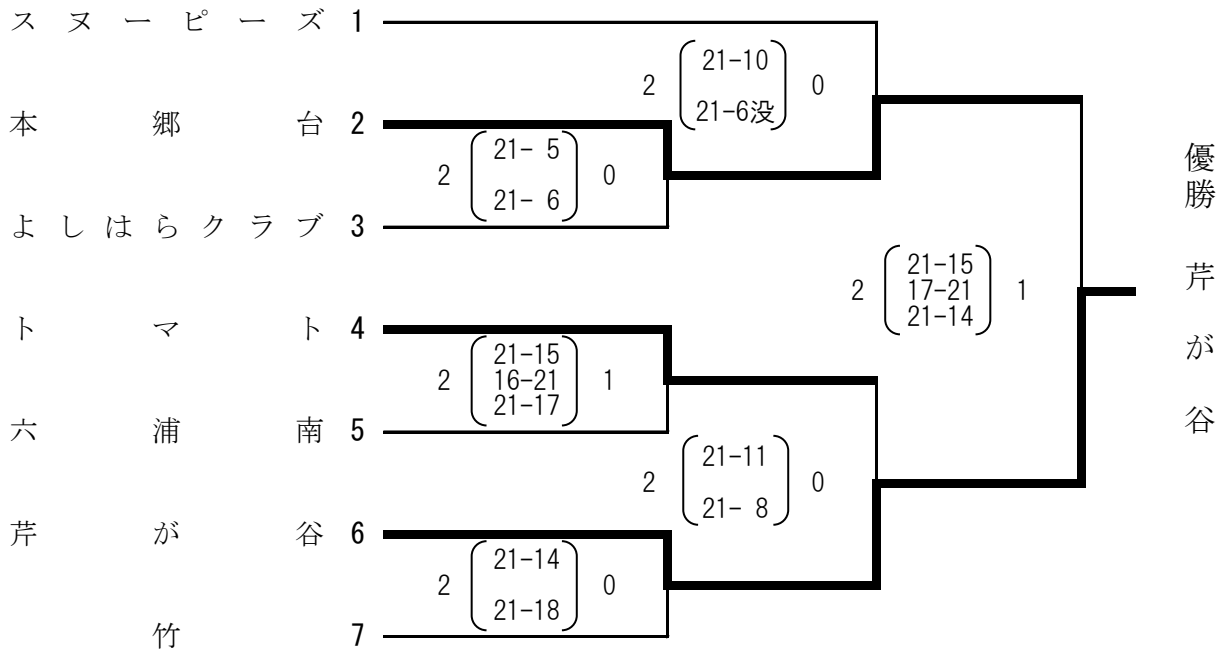 スヌーピーズ 1
2 21-10 0
21-6没
本郷台 2
2 21- 5 0
21- 6
よしはらクラブ 3
2 21-15 1
17-21
21-14
トマト 4
2 21-15 1
16-21
21-17
六浦南 5
2 21-11 0
21- 8
芹が谷 6
2 21-14 0
21-18
竹 7
優勝 芹が谷